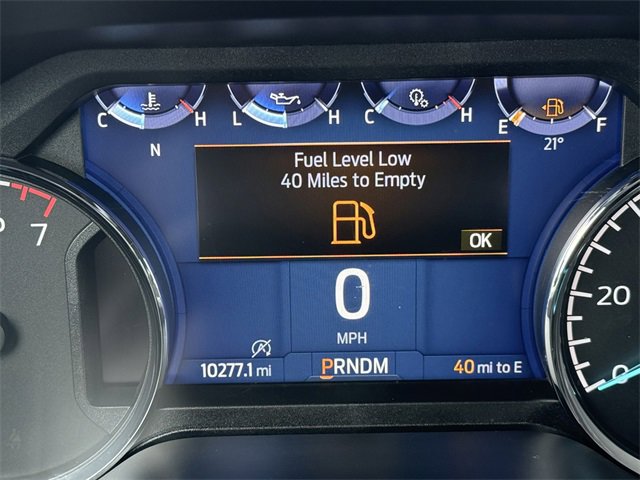 C H L H C H E F
N 21°
Fuel Level Low
40 Miles to Empty
OK
7
0
MPH
20
0
10277.1 mi PRNDM 40 mi to E